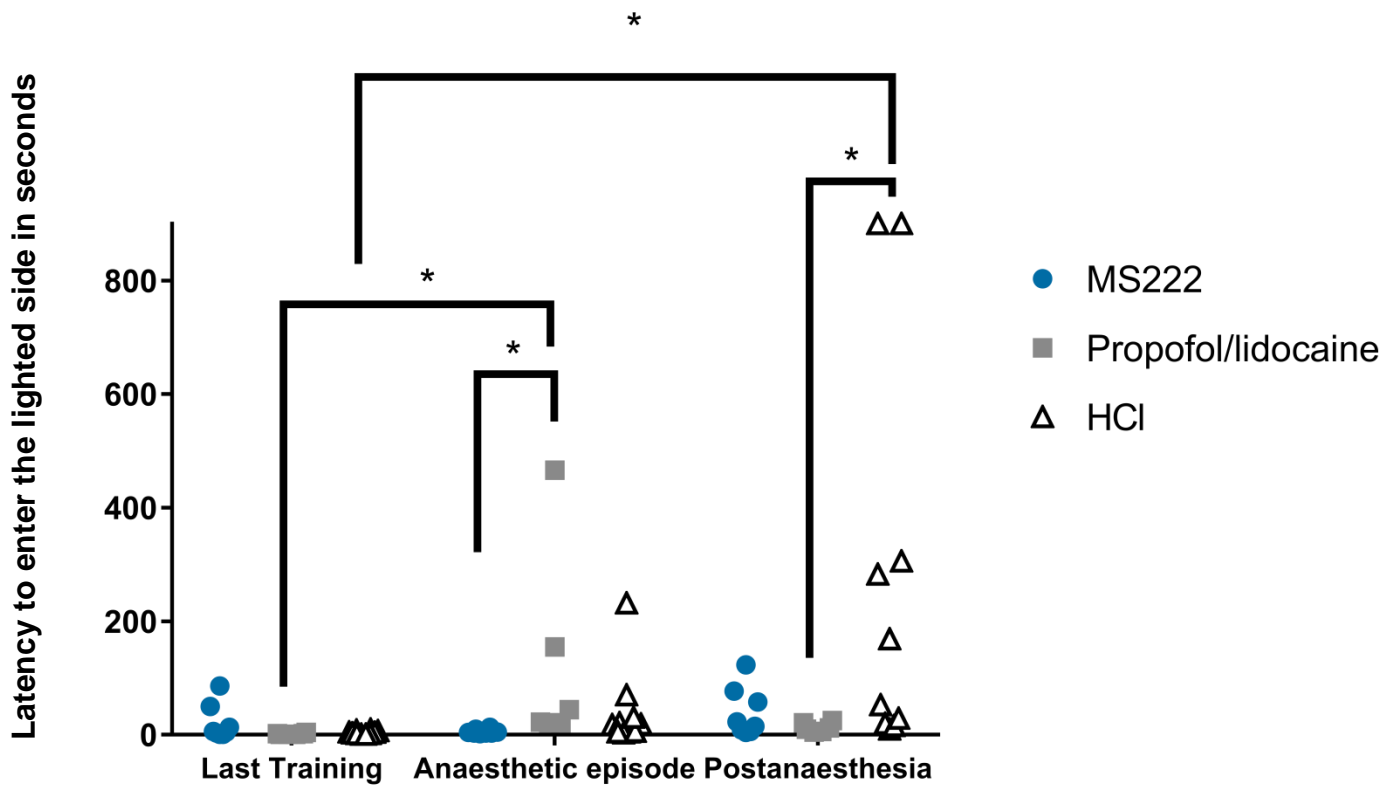 *
*
*
*
Latency to enter the lighted side in seconds
800
600
400
200
0
Last Training
Anaesthetic episode
Postanaesthesia
MS222
Propofol/lidocaine
HCl